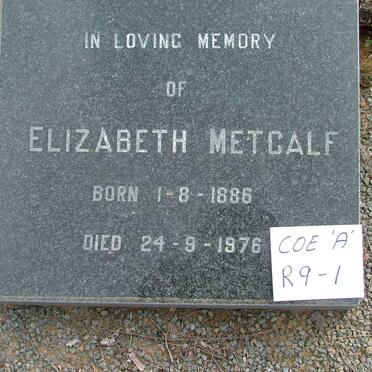 IN LOVING MEMORY
OF
ELIZABETH METCALF
BORN 1-8-1886
DIED 24-9-1976
COE 'A'
R9-1